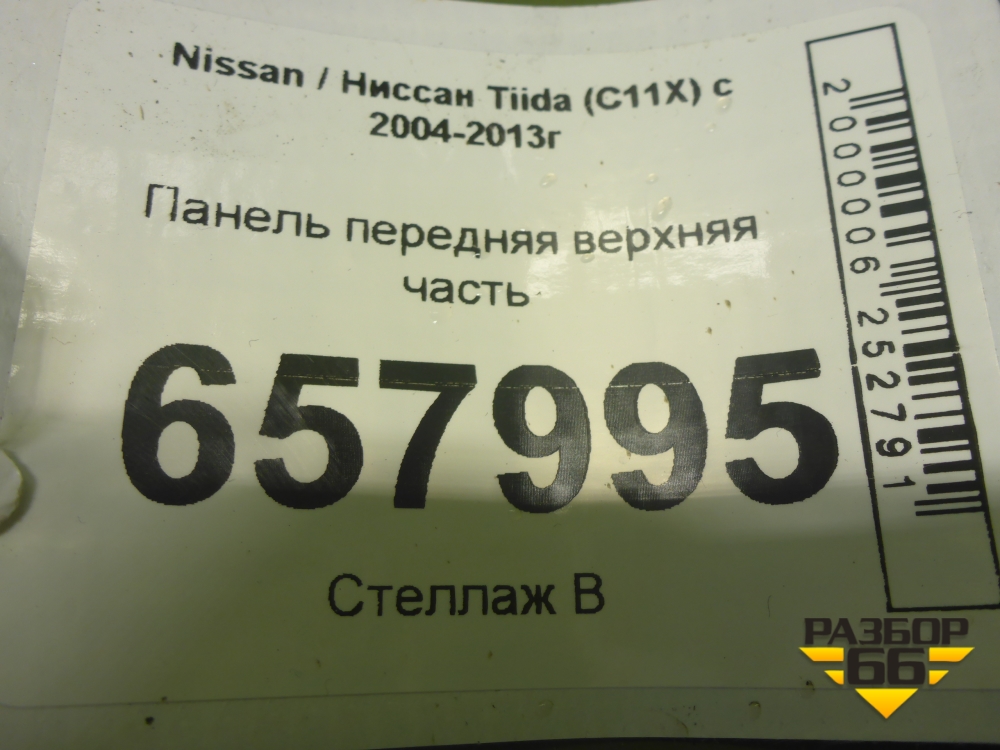 Nissan / Ниссан Tiida (C11X) с
2004-2013г
Панель передняя верхняя
часть
657995
Стеллаж В
2000006252791
РАЗБОР
66